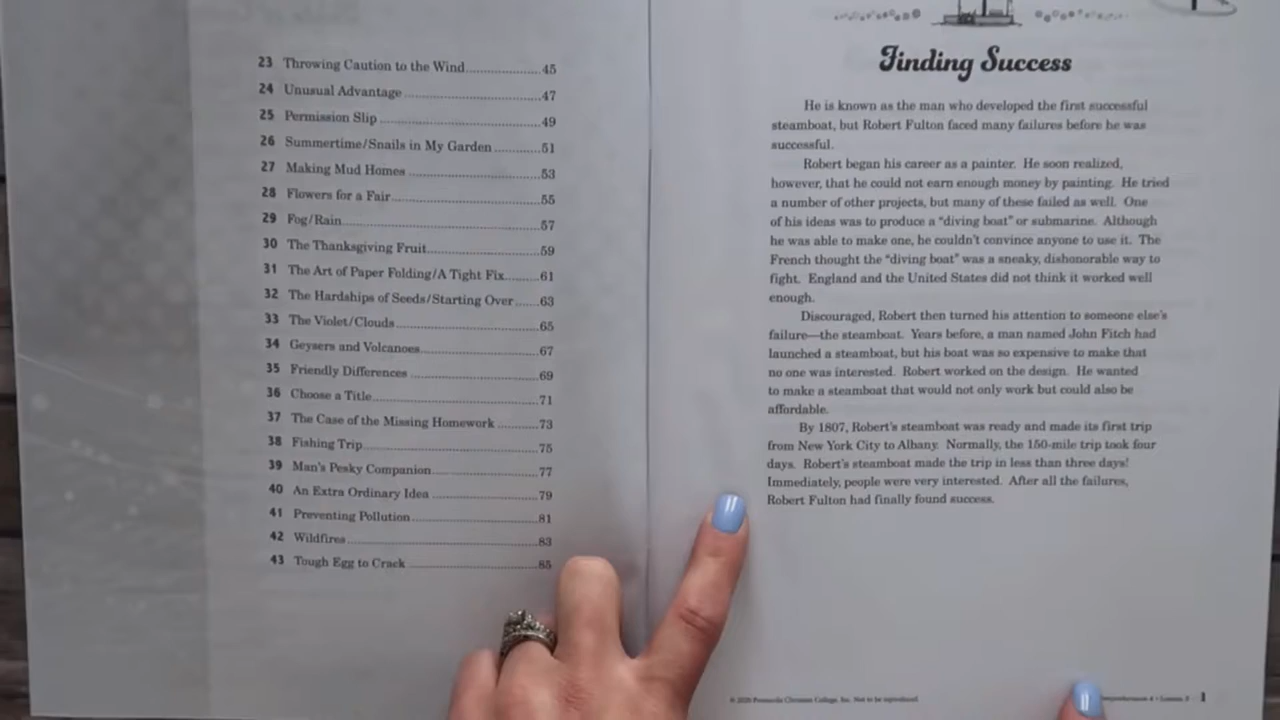 23 Throwing Caution to the Wind 45
24 Unusual Advantage 47
25 Permission Slip 49
26 Summertime/Snails in My Garden 51
27 Making Mud Homes 53
28 Flowers for a Fair 55
29 Fog/Rain 57
30 The Thanksgiving Fruit 59
31 The Art of Paper Folding/A Tight Fix 61
32 The Hardships of Seeds/Starting Over 63
33 The Violet/Clouds 65
34 Geysers and Volcanoes 67
35 Friendly Differences 69
36 Choose a Title 71
37 The Case of the Missing Homework 73
38 Fishing Trip 75
39 Man's Pesky Companion 77
40 An Extra Ordinary Idea 79
41 Preventing Pollution 81
42 Wildfires 83
43 Tough Egg to Crack 85
Finding Success
He is known as the man who developed the first successful
steamboat, but Robert Fulton faced many failures before he was
successful.
Robert began his career as a painter. He soon realized,
however, that he could not earn enough money by painting. He tried
a number of other projects, but many of these failed as well. One
of his ideas was to produce a "diving boat" or submarine. Although
he was able to make one, he couldn't convince anyone to use it. The
French thought the "diving boat" was a sneaky, dishonorable way to
fight. England and the United States did not think it worked well
enough.
Discouraged, Robert then turned his attention to someone else's
failure—the steamboat. Years before, a man named John Fitch had
launched a steamboat, but his boat was so expensive to make that
no one was interested. Robert worked on the design. He wanted
to make a steamboat that would not only work but could also be
affordable.
By 1807, Robert's steamboat was ready and made its first trip
from New York City to Albany. Normally, the 150-mile trip took four
days. Robert's steamboat made the trip in less than three days!
Immediately, people were very interested. After all the failures,
Robert Fulton had finally found success.
Pensacola Christian College, Inc. Not to be reproduced.
1